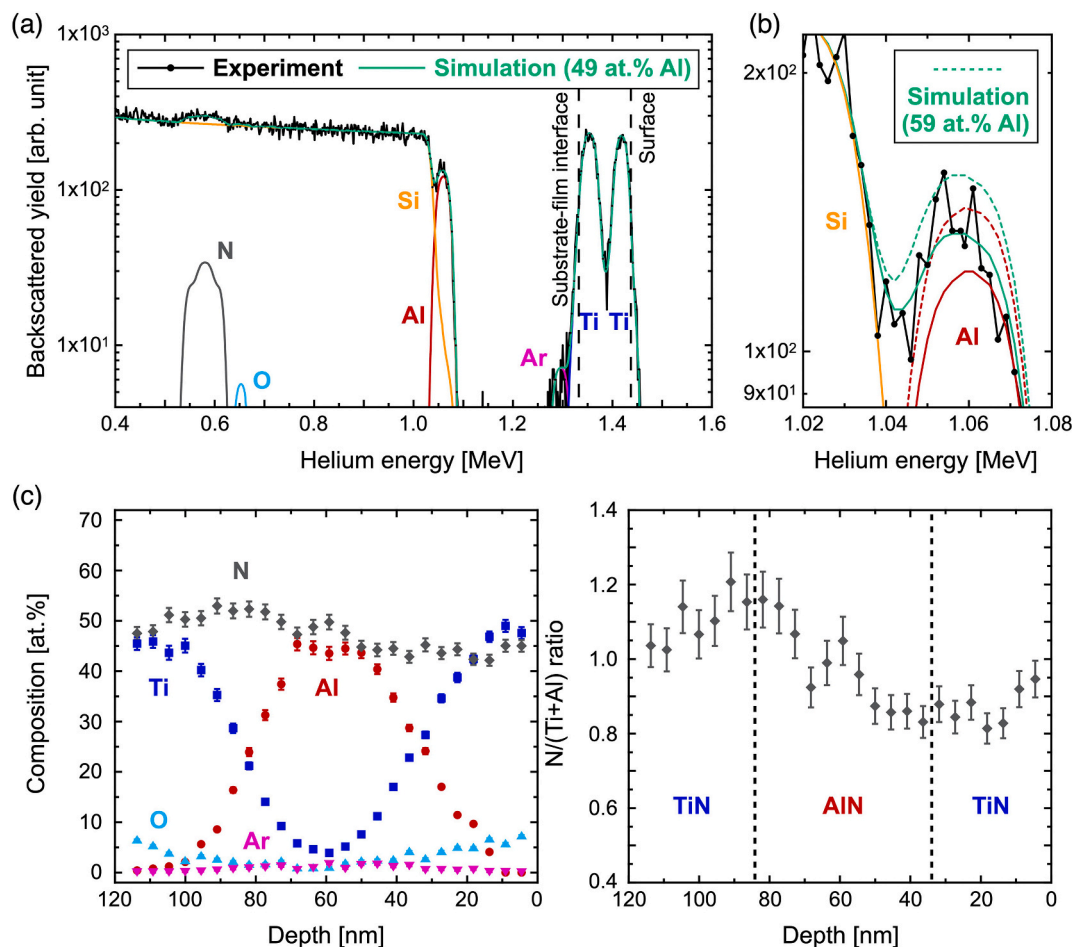 (a)
1x10³
1x10²
1x10¹
Backscattered yield [arb. unit]
Experiment
Simulation (49 at.% Al)
Substrate-film interface
Surface
Si
N
O
Al
Ar
Ti
Ti
0.4 0.6 0.8 1.0 1.2 1.4 1.6
Helium energy [MeV]
(b)
2x10²
1x10²
9x10¹
Simulation
(59 at.% Al)
Si
Al
1.02 1.04 1.06 1.08
Helium energy [MeV]
(c)
70
60
50
40
30
20
10
0
Composition [at.%]
N
Ti
Al
O
Ar
120 100 80 60 40 20 0
Depth [nm]
1.4
1.2
1.0
0.8
0.6
0.4
N/(Ti+Al) ratio
TiN
AlN
TiN
120 100 80 60 40 20 0
Depth [nm]